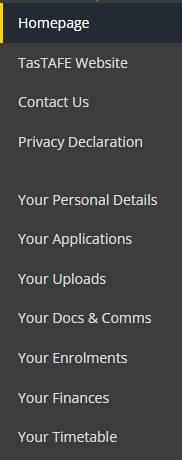 Homepage
TasTAFE Website
Contact Us
Privacy Declaration
Your Personal Details
Your Applications
Your Uploads
Your Docs & Comms
Your Enrolments
Your Finances
Your Timetable